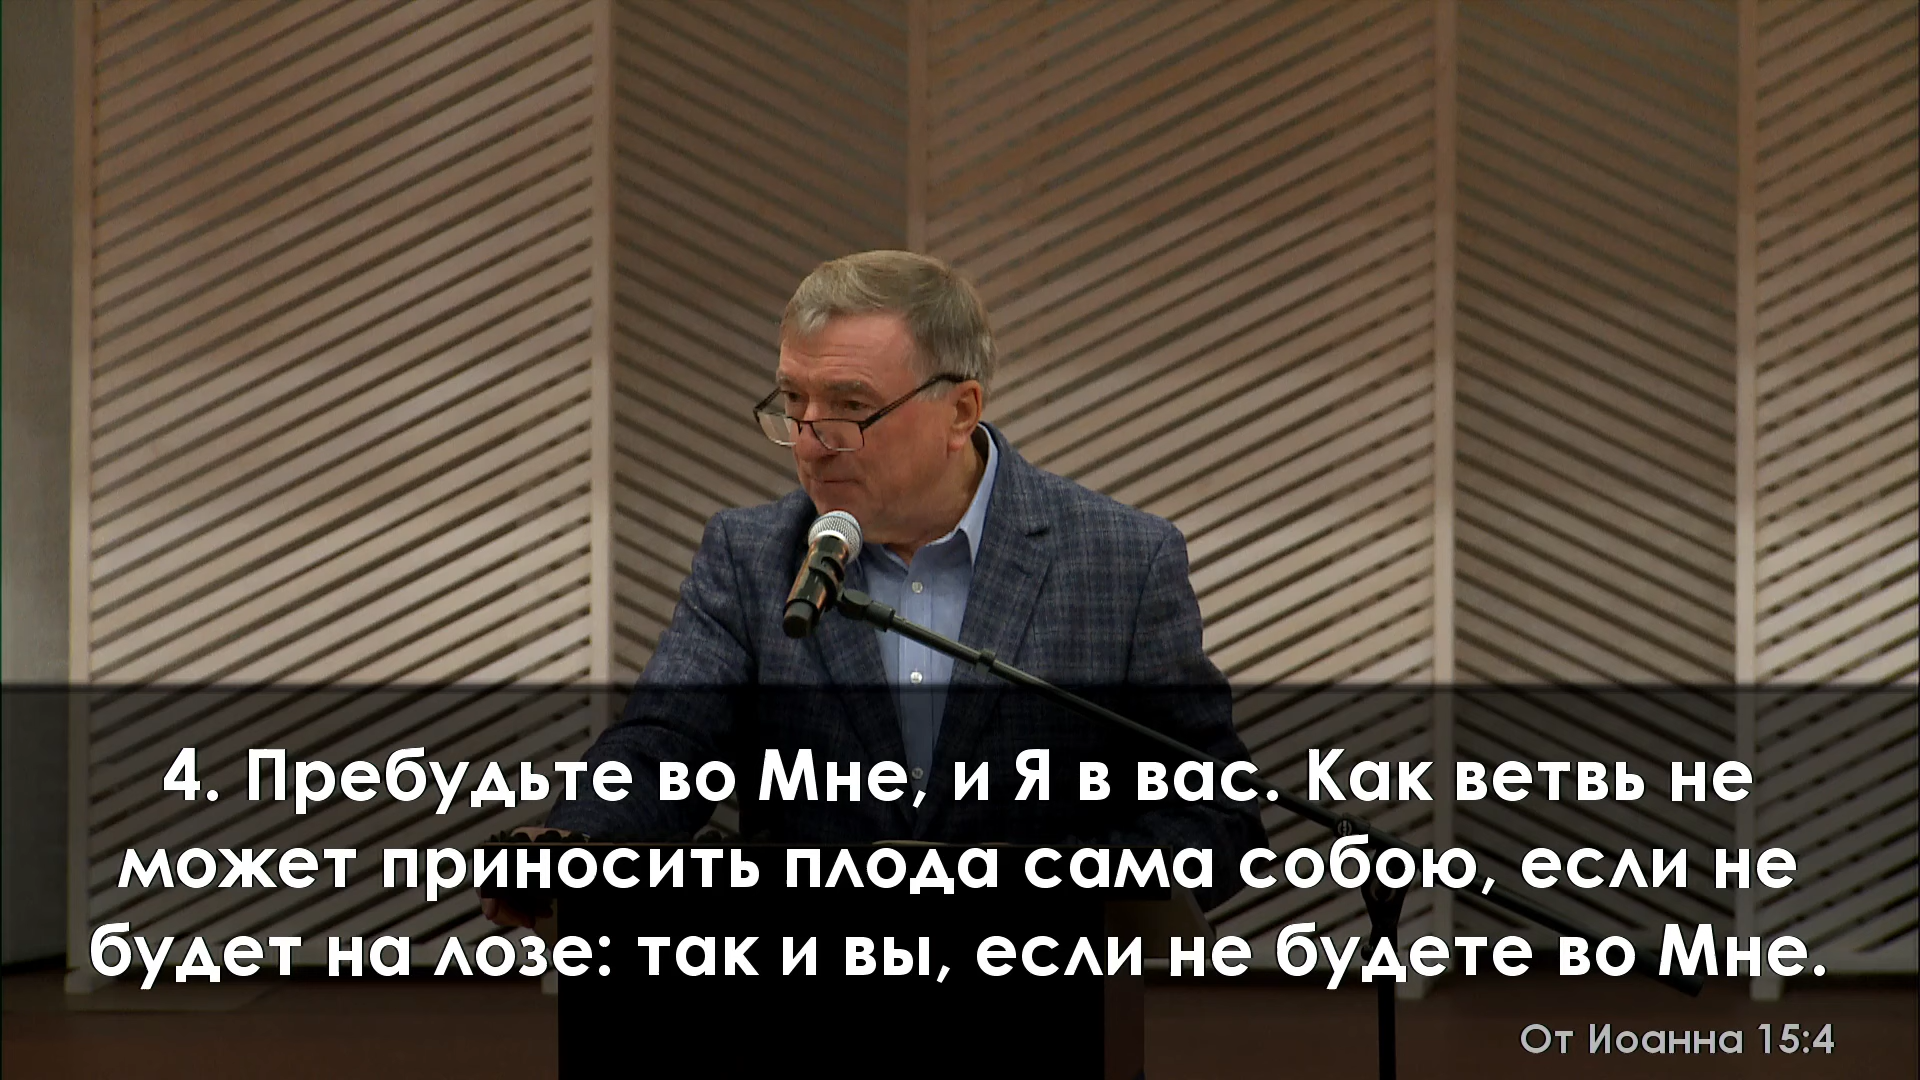 4. Пребудьте во Мне, и Я в вас. Как ветвь не
может приносить плода сама собою, если не
будет на лозе: так и вы, если не будете во Мне.
От Иоанна 15:4